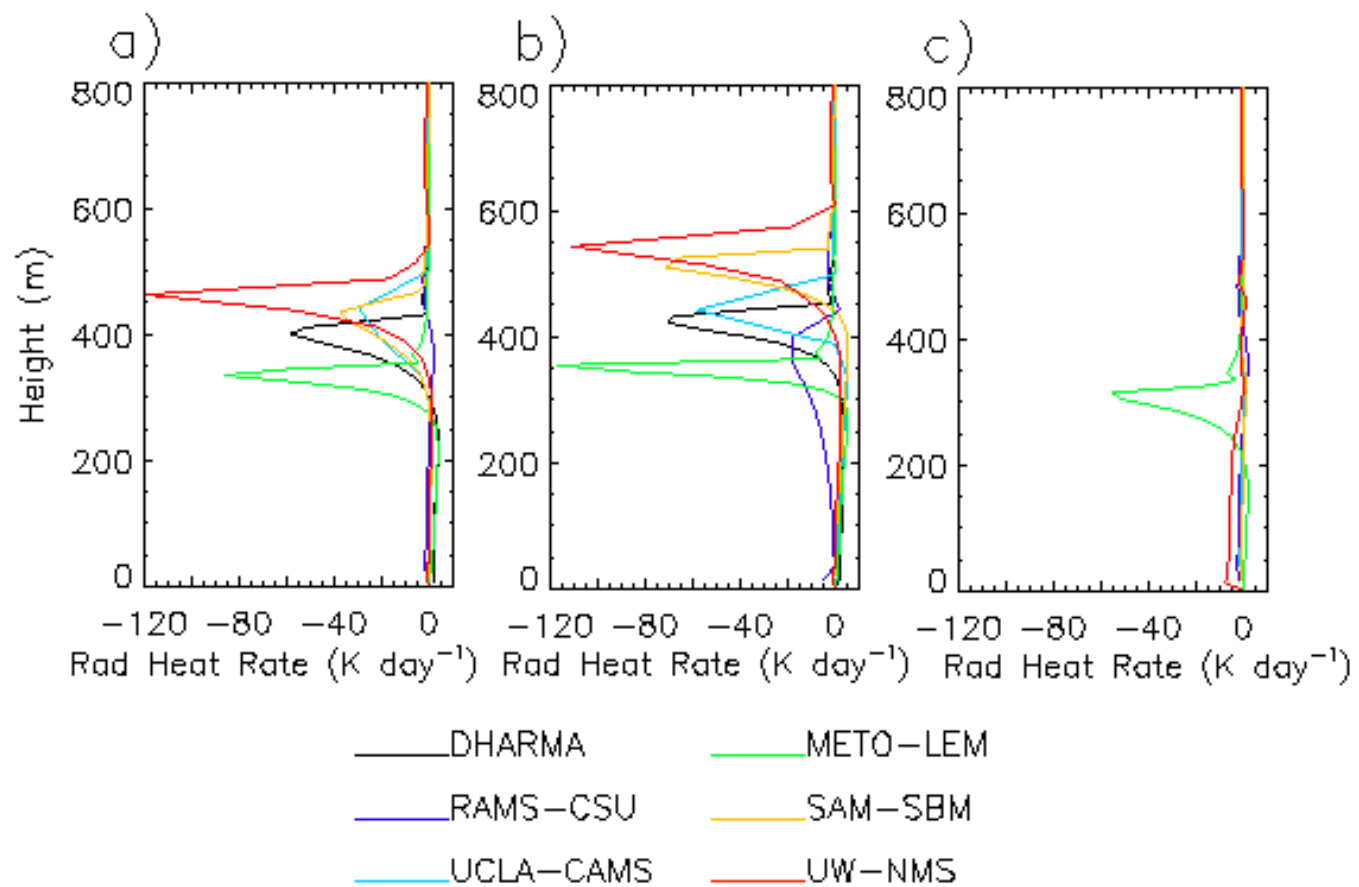 a) b) c)
800 800 800
600 600 600
400 400 400
200 200 200
0 0 0
Height (m)
−120 −80 −40 0 −120 −80 −40 0 −120 −80 −40 0
Rad Heat Rate (K day⁻¹) Rad Heat Rate (K day⁻¹) Rad Heat Rate (K day⁻¹)
DHARMA METO−LEM
RAMS−CSU SAM−SBM
UCLA−CAMS UW−NMS